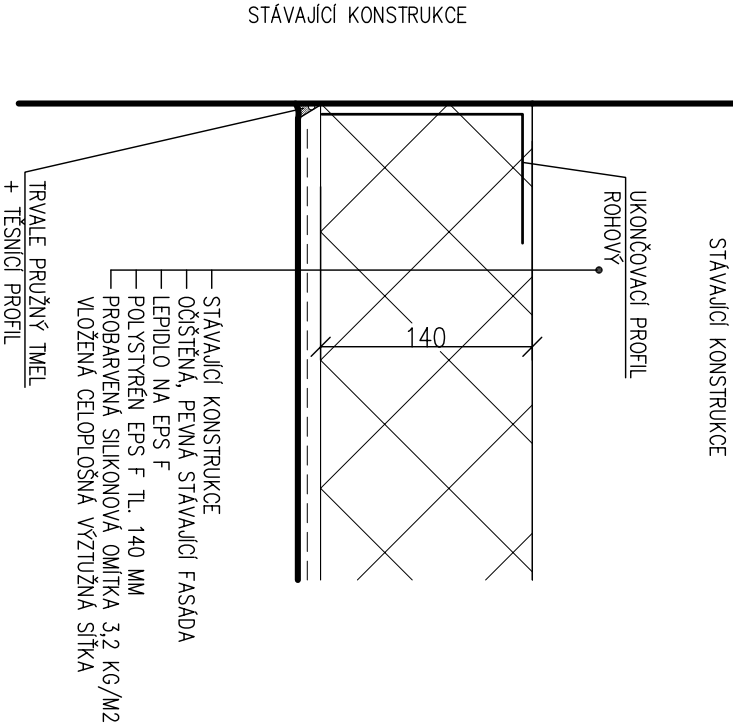 STÁVAJÍCÍ KONSTRUKCE
STÁVAJÍCÍ KONSTRUKCE
UKONČOVACÍ PROFIL
ROHOVÝ
140
STÁVAJÍCÍ KONSTRUKCE
OČIŠTĚNÁ, PEVNÁ STÁVAJÍCÍ FASÁDA
LEPIDLO NA EPS F
POLYSTYRÉN EPS F TL. 140 MM
PROBARVENÁ SILIKONOVÁ OMÍTKA 3,2 KG/M2
VLOŽENÁ CELOPLOŠNÁ VÝZTUŽNÁ SÍŤKA
TRVALE PRUŽNÝ TMEL
+ TĚSNÍCÍ PROFIL